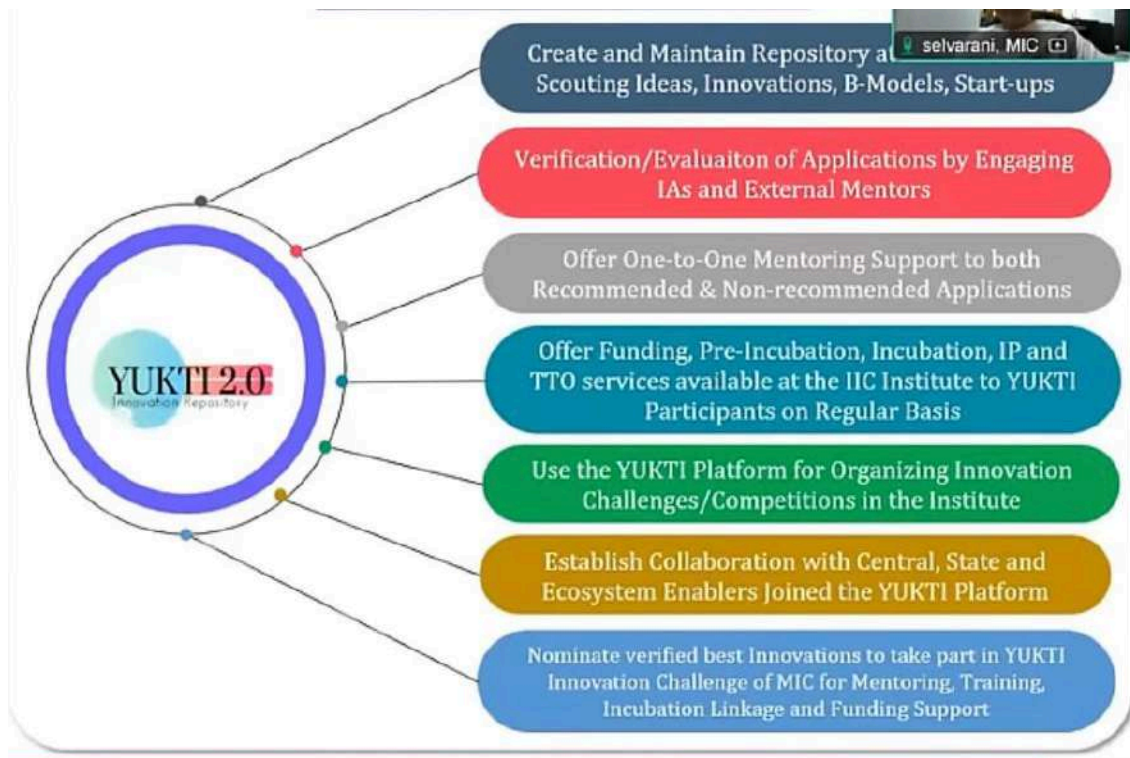 selvarani, MIC
Create and Maintain Repository at
Scouting Ideas, Innovations, B-Models, Start-ups
Verification/Evaluaiton of Applications by Engaging
IAs and External Mentors
Offer One-to-One Mentoring Support to both
Recommended & Non-recommended Applications
YUKTI 2.0
Innovation Repository
Offer Funding, Pre-Incubation, Incubation, IP and
TTO services available at the IIC Institute to YUKTI
Participants on Regular Basis
Use the YUKTI Platform for Organizing Innovation
Challenges/Competitions in the Institute
Establish Collaboration with Central, State and
Ecosystem Enablers Joined the YUKTI Platform
Nominate verified best Innovations to take part in YUKTI
Innovation Challenge of MIC for Mentoring, Training,
Incubation Linkage and Funding Support